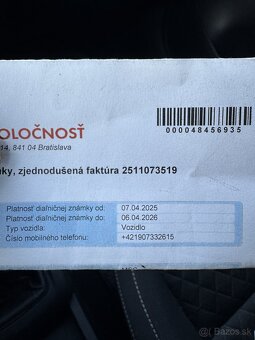 OLOČNOSŤ
14, 841 04 Bratislava
000048456935
ky, zjednodušená faktúra 2511073519
Platnosť diaľničnej známky od: 07.04.2025
Platnosť diaľničnej známky do: 06.04.2026
Typ vozidla: Vozidlo
Číslo mobilného telefónu: +421907332615
Bazos.sk